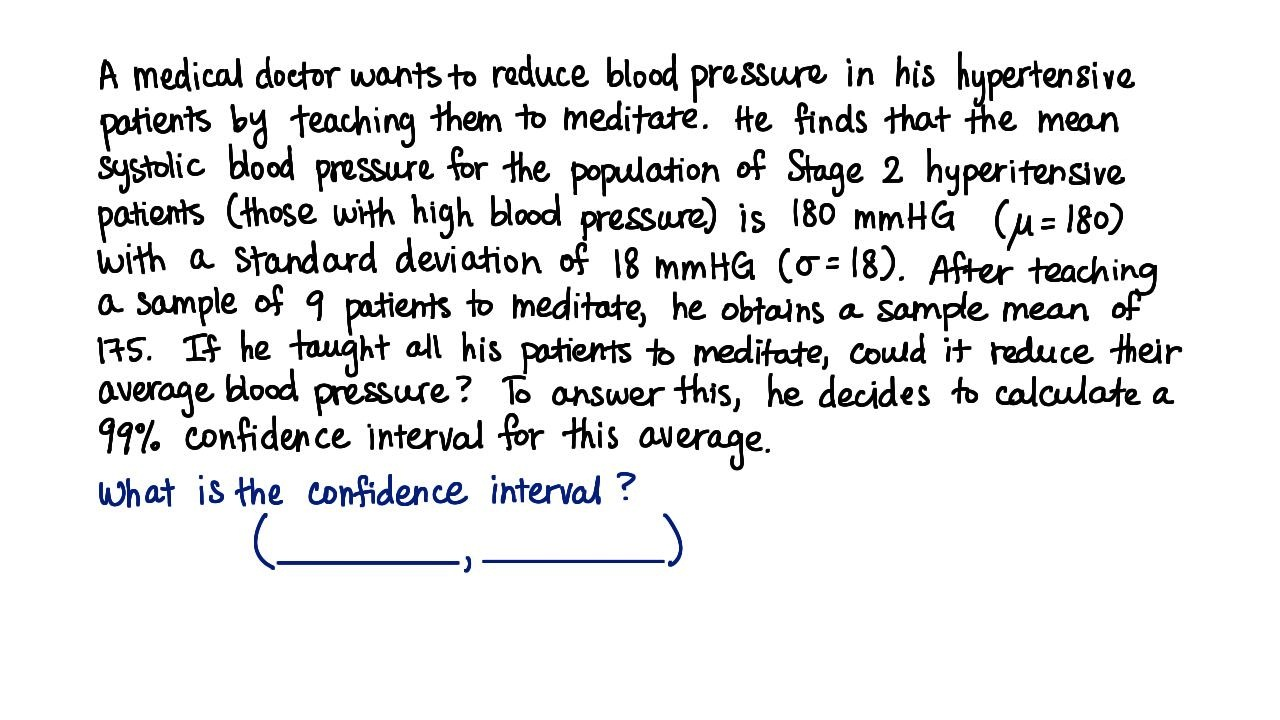 A medical doctor wants to reduce blood pressure in his hypertensive
patients by teaching them to meditate. He finds that the mean
systolic blood pressure for the population of Stage 2 hyperitensive
patients (those with high blood pressure) is 180 mmHG (μ = 180)
with a standard deviation of 18 mmHG (σ = 18). After teaching
a sample of 9 patients to meditate, he obtains a sample mean of
175. If he taught all his patients to meditate, could it reduce their
average blood pressure? To answer this, he decides to calculate a
99% confidence interval for this average.
What is the confidence interval?
(_________, _________)